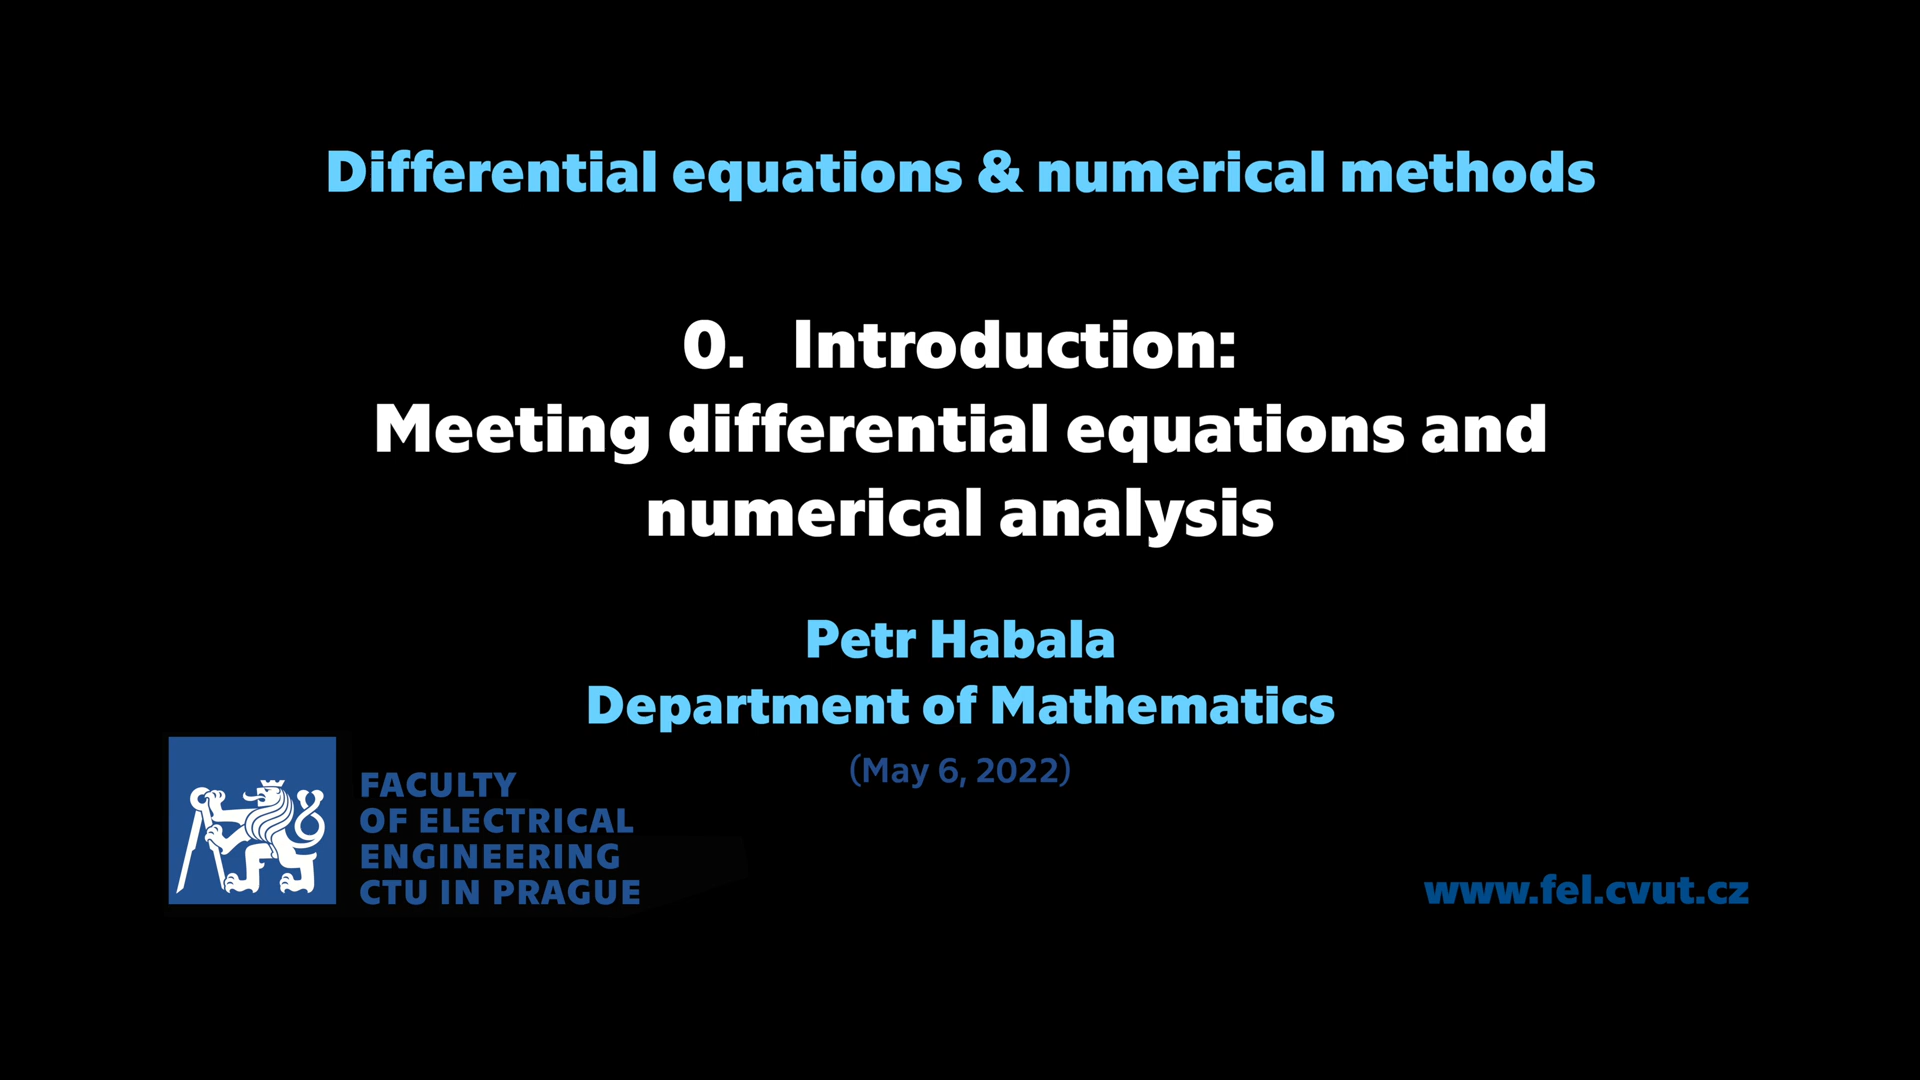 Differential equations & numerical methods
0. Introduction:
Meeting differential equations and
numerical analysis
Petr Habala
Department of Mathematics
(May 6, 2022)
FACULTY
OF ELECTRICAL
ENGINEERING
CTU IN PRAGUE
www.fel.cvut.cz